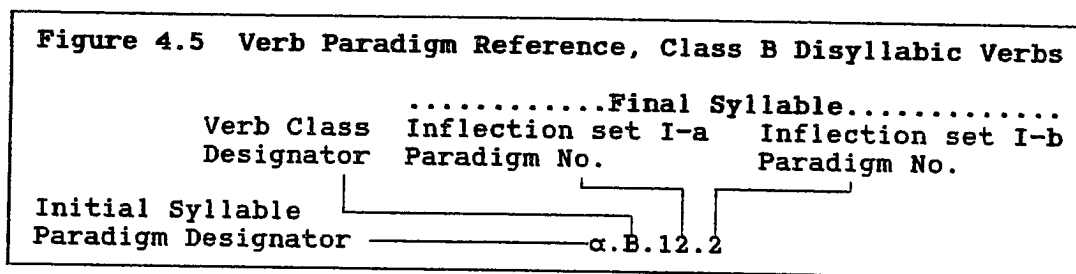 Figure 4.5 Verb Paradigm Reference, Class B Disyllabic Verbs
............Final Syllable.............
Verb Class Inflection set I-a Inflection set I-b
Designator Paradigm No. Paradigm No.
Initial Syllable
Paradigm Designator α.B.12.2